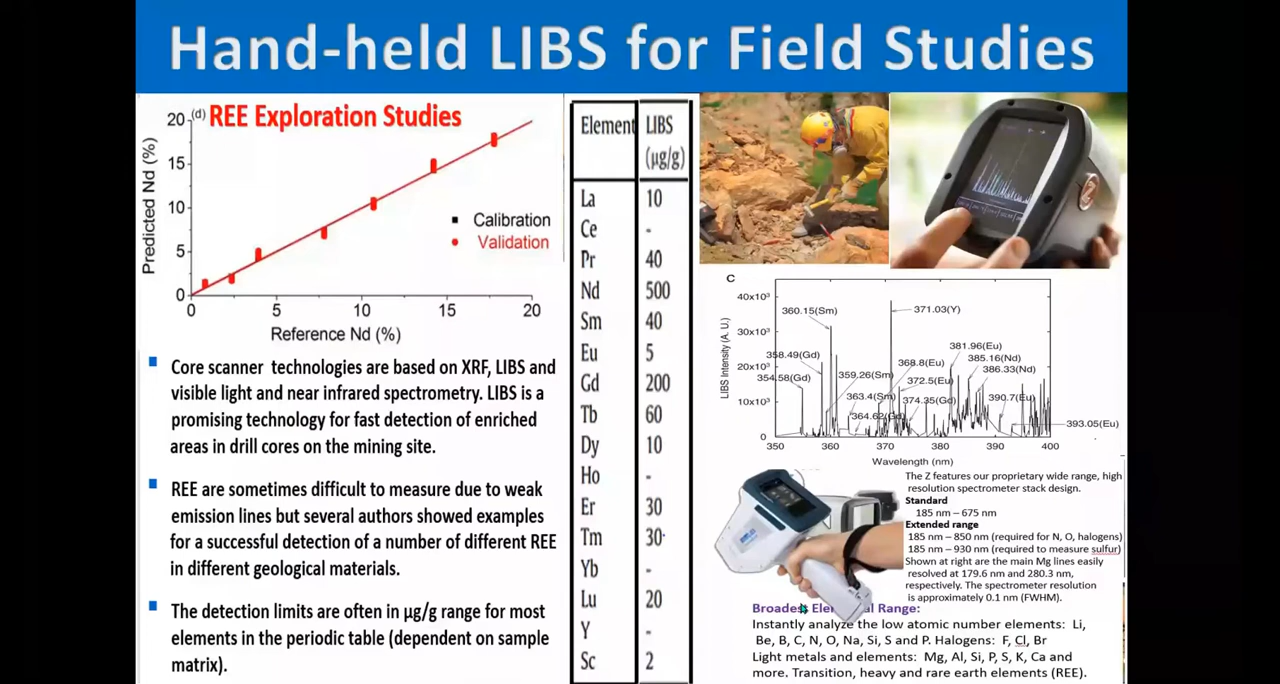 Hand-held LIBS for Field Studies
(d) REE Exploration Studies
20
15
10
5
0
Predicted Nd (%)
Calibration
Validation
0 5 10 15 20
Reference Nd (%)
Core scanner technologies are based on XRF, LIBS and
visible light and near infrared spectrometry. LIBS is a
promising technology for fast detection of enriched
areas in drill cores on the mining site.
REE are sometimes difficult to measure due to weak
emission lines but several authors showed examples
for a successful detection of a number of different REE
in different geological materials.
The detection limits are often in µg/g range for most
elements in the periodic table (dependent on sample
matrix).
Element LIBS
(µg/g)
La 10
Ce -
Pr 40
Nd 500
Sm 40
Eu 5
Gd 200
Tb 60
Dy 10
Ho -
Er 30
Tm 30
Yb -
Lu 20
Y -
Sc 2
C
40x10³
30x10³
20x10³
10x10³
0
LIBS Intensity (A. U.)
360.15(Sm)
371.03(Y)
358.49(Gd)
381.96(Eu)
385.16(Nd)
368.8(Eu)
386.33(Nd)
354.58(Gd)
359.26(Sm)
372.5(Eu)
363.4(Sm)
374.35(Gd)
390.7(Eu)
364.62(Gd)
393.05(Eu)
350 360 370 380 390 400
Wavelength (nm)
The Z features our proprietary wide range, high
resolution spectrometer stack design.
Standard
185 nm – 675 nm
Extended range
185 nm – 850 nm (required for N, O, halogens)
185 nm – 930 nm (required to measure sulfur)
Shown at right are the main Mg lines easily
resolved at 179.6 nm and 280.3 nm,
respectively. The spectrometer resolution
is approximately 0.1 nm (FWHM).
Broadest Range:
Instantly analyze the low atomic number elements: Li,
Be, B, C, N, O, Na, Si, S and P. Halogens: F, Cl, Br
Light metals and elements: Mg, Al, Si, P, S, K, Ca and
more. Transition, heavy and rare earth elements (REE).